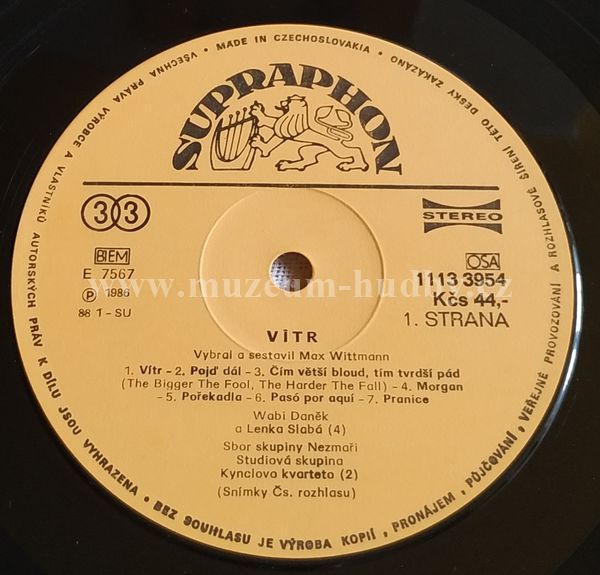 VŠECHNA PRÁVA VÝROBCE A VLASTNÍKŮ AUTORSKÝCH PRÁV K DÍLU JSOU VYHRAZENA • BEZ SOUHLASU JE VÝROBA KOPIÍ, PRONÁJEM, PŮJČOVÁNÍ, VEŘEJNÉ PROVOZOVÁNÍ A ROZHLASOVÉ ŠÍŘENÍ TÉTO DESKY ZAKÁZÁNO • MADE IN CZECHOSLOVAKIA •
SUPRAPHON
33
STEREO
BIEM
E 7567
Ⓟ 1986
88 1 - SU
OSA
1113 3954
Kčs 44,-
1. STRANA
www.muzeum-hudby.cz
VÍTR
Vybral a sestavil Max Wittmann
1. Vítr - 2. Pojď dál - 3. Čím větší bloud, tím tvrdší pád
(The Bigger The Fool, The Harder The Fall) - 4. Morgan
- 5. Pořekadla - 6. Pasó por aquí - 7. Pranice
Wabi Daněk
a Lenka Slabá (4)
Sbor skupiny Nezmaři
Studiová skupina
Kynclovo kvarteto (2)
(Snímky Čs. rozhlasu)